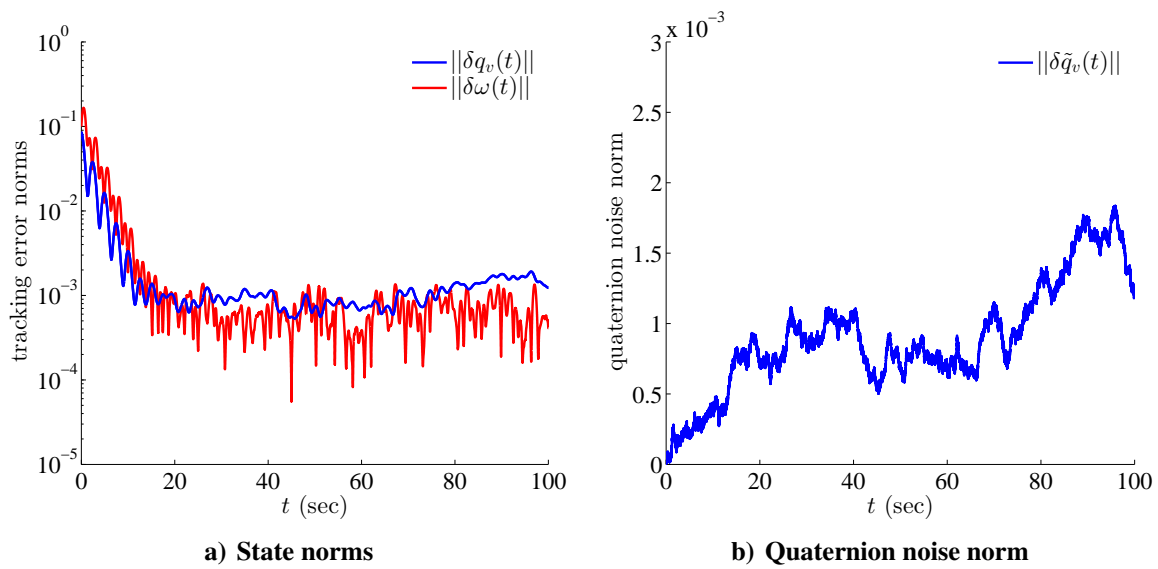 10⁰
10⁻¹
10⁻²
10⁻³
10⁻⁴
10⁻⁵
tracking error norms
||δq_v(t)||
||δω(t)||
0 20 40 60 80 100
t (sec)
a) State norms
x 10⁻³
3
2.5
2
1.5
1
0.5
0
quaternion noise norm
||δq̃_v(t)||
0 20 40 60 80 100
t (sec)
b) Quaternion noise norm